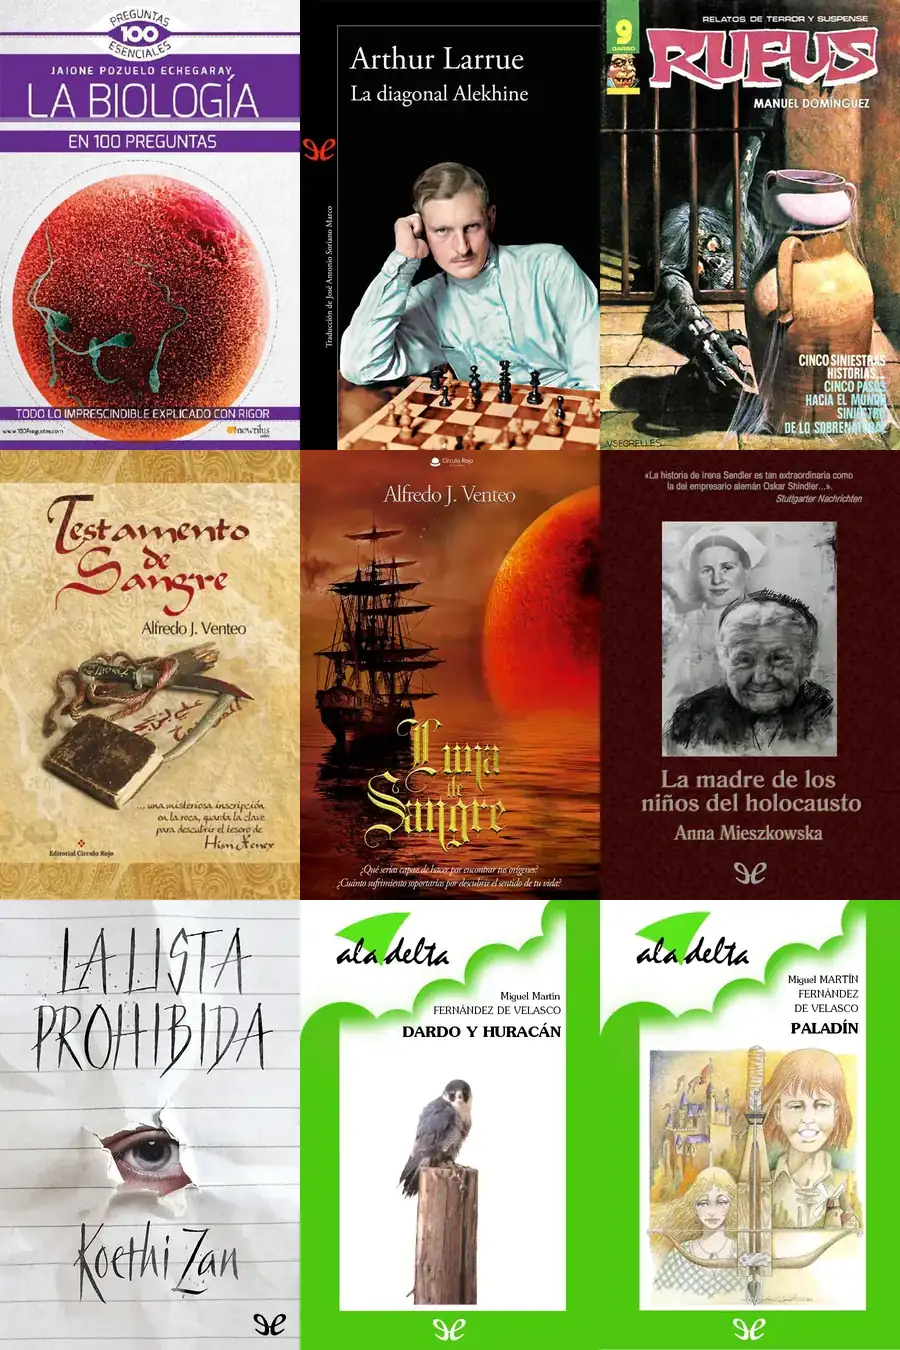 PREGUNTAS
100
ESENCIALES
JAIONE POZUELO ECHEGARAY
LA BIOLOGÍA
EN 100 PREGUNTAS
TODO LO IMPRESCINDIBLE EXPLICADO CON RIGOR
www.100Preguntas.com
nowtilus
Arthur Larrue
La diagonal Alekhine
Traducción de José Antonio Soriano Marco
9
GARBO
RELATOS DE TERROR Y SUSPENSE
RUFUS
MANUEL DOMÍNGUEZ
CINCO SINIESTRAS
HISTORIAS...
CINCO PASOS
HACIA EL MUNDO
SINIESTRO
DE LO SOBRENATURAL
V.SEGRELLES
Testamento
de
Sangre
Alfredo J. Venteo
... una misteriosa inscripción
en la roca, guarda la clave
para descubrir el tesoro de
Hisn Xenex
Editorial Círculo Rojo
Círculo Rojo
Alfredo J. Venteo
Luna
de
Sangre
¿Qué serías capaz de hacer por encontrar tus orígenes?
¿Cuánto sufrimiento soportarías por descubrir el sentido de tu vida?
«La historia de Irena Sendler es tan extraordinaria como
la del empresario alemán Oskar Shindler...».
Stuttgarter Nachrichten
La madre de los
niños del holocausto
Anna Mieszkowska
LA LISTA
PROHIBIDA
Koethi Zan
ala delta
Miguel Martín
FERNÁNDEZ DE VELASCO
DARDO Y HURACÁN
ala delta
Miguel MARTÍN
FERNÁNDEZ
DE VELASCO
PALADÍN